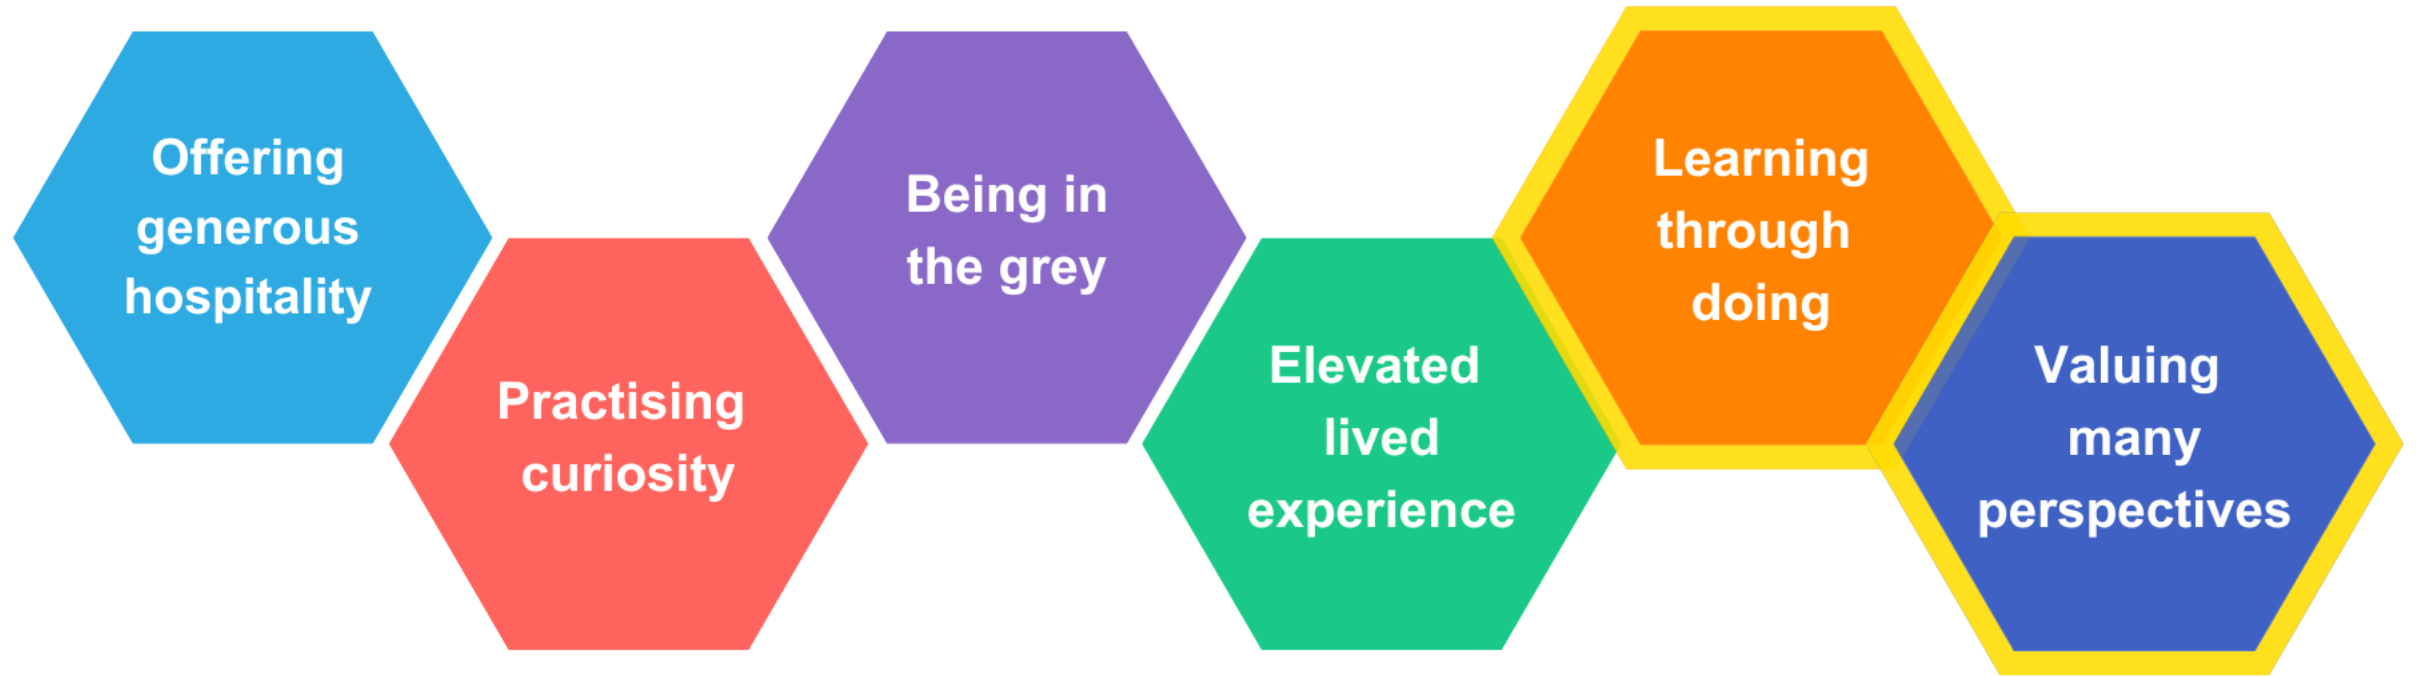 Offering
generous
hospitality
Practising
curiosity
Being in
the grey
Elevated
lived
experience
Learning
through
doing
Valuing
many
perspectives